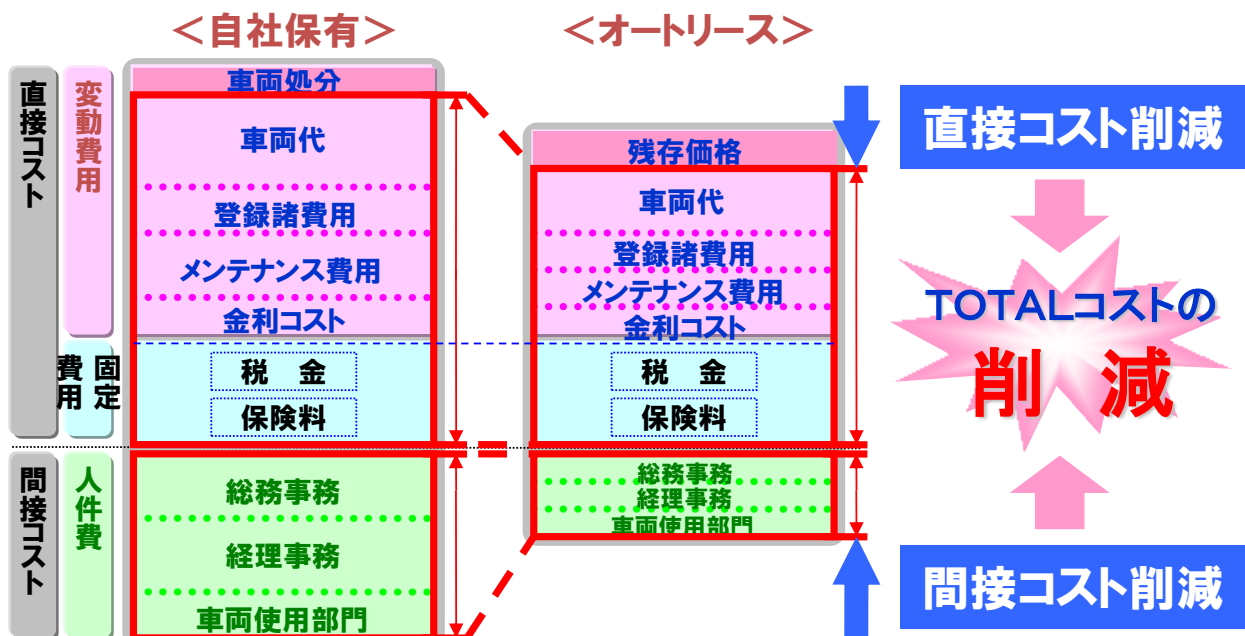 ＜自社保有＞
＜オートリース＞
直接コスト
変動費用
固定費用
間接コスト
人件費
車両処分
車両代
登録諸費用
メンテナンス費用
金利コスト
税　金
保険料
総務事務
経理事務
車両使用部門
残存価格
車両代
登録諸費用
メンテナンス費用
金利コスト
税　金
保険料
総務事務
経理事務
車両使用部門
直接コスト削減
TOTALコストの
削　減
間接コスト削減